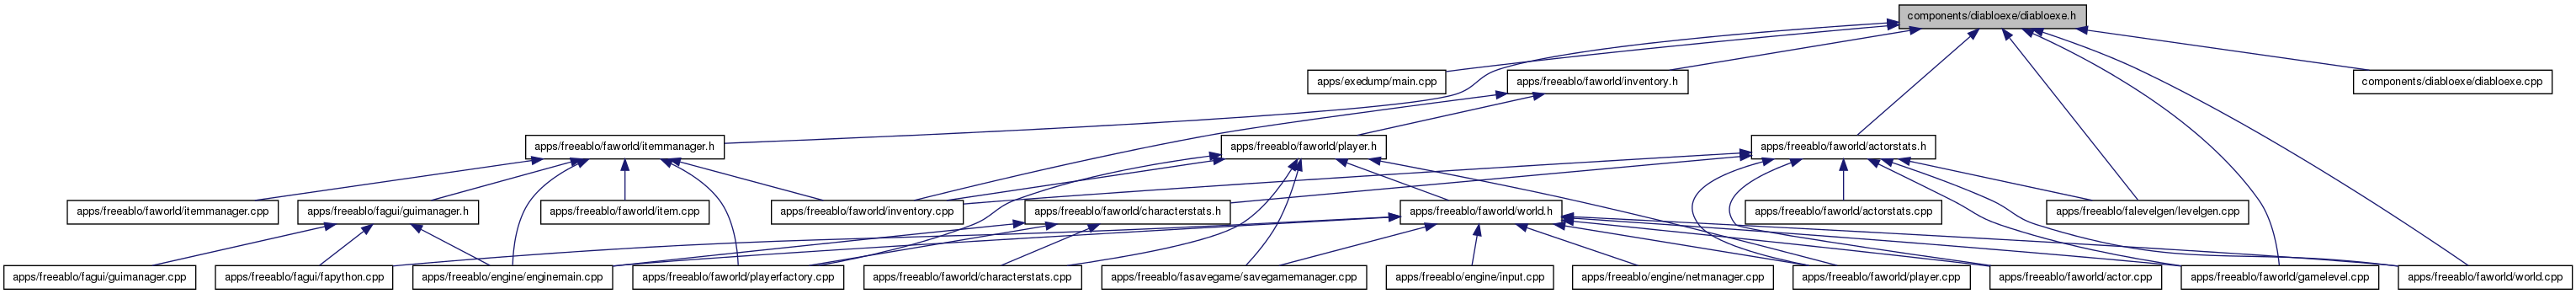 components/diabloexe/diabloexe.h
apps/exedump/main.cpp
apps/freeablo/faworld/inventory.h
components/diabloexe/diabloexe.cpp
apps/freeablo/faworld/itemmanager.h
apps/freeablo/faworld/player.h
apps/freeablo/faworld/actorstats.h
apps/freeablo/faworld/itemmanager.cpp
apps/freeablo/fagui/guimanager.h
apps/freeablo/faworld/item.cpp
apps/freeablo/faworld/inventory.cpp
apps/freeablo/faworld/characterstats.h
apps/freeablo/faworld/world.h
apps/freeablo/faworld/actorstats.cpp
apps/freeablo/falevelgen/levelgen.cpp
apps/freeablo/fagui/guimanager.cpp
apps/freeablo/fagui/fapython.cpp
apps/freeablo/engine/enginemain.cpp
apps/freeablo/faworld/playerfactory.cpp
apps/freeablo/faworld/characterstats.cpp
apps/freeablo/fasavegame/savegamemanager.cpp
apps/freeablo/engine/input.cpp
apps/freeablo/engine/netmanager.cpp
apps/freeablo/faworld/player.cpp
apps/freeablo/faworld/actor.cpp
apps/freeablo/faworld/gamelevel.cpp
apps/freeablo/faworld/world.cpp